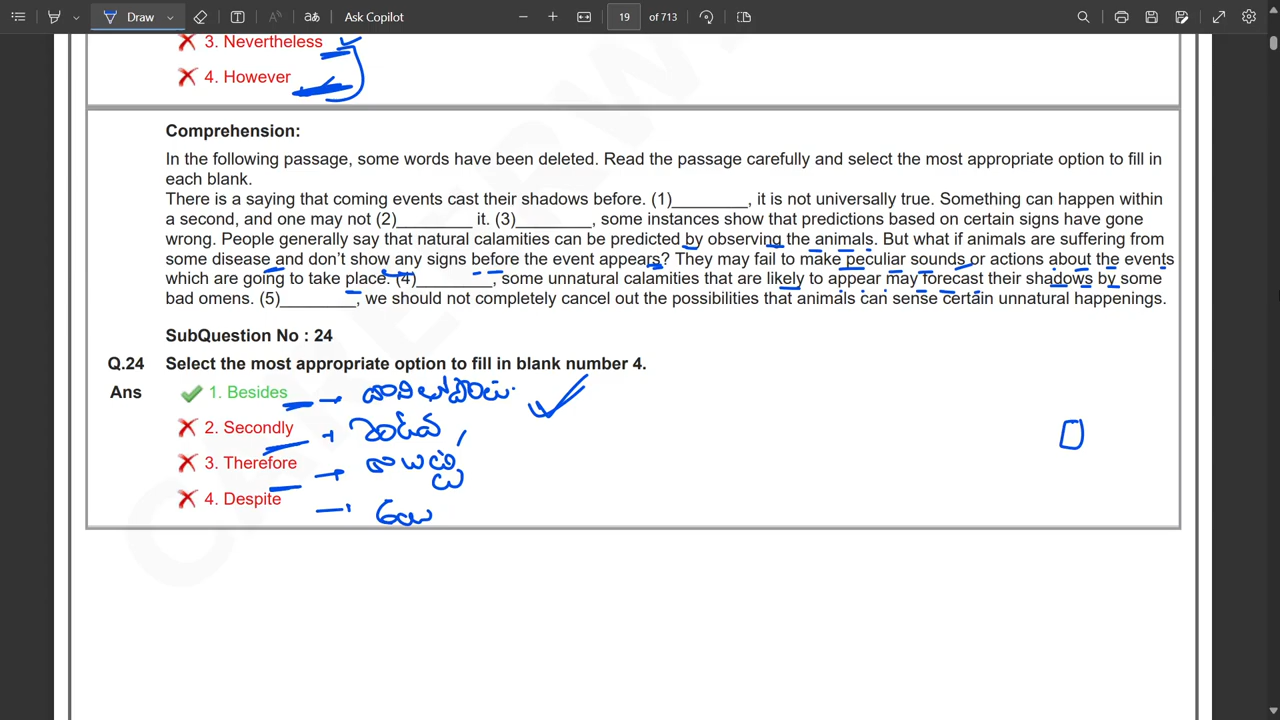 Draw
Ask Copilot
19 of 713
3. Nevertheless
4. However
Comprehension:
In the following passage, some words have been deleted. Read the passage carefully and select the most appropriate option to fill in
each blank.
There is a saying that coming events cast their shadows before. (1)________, it is not universally true. Something can happen within
a second, and one may not (2)________ it. (3)________, some instances show that predictions based on certain signs have gone
wrong. People generally say that natural calamities can be predicted by observing the animals. But what if animals are suffering from
some disease and don't show any signs before the event appears? They may fail to make peculiar sounds or actions about the events
which are going to take place. (4)________, some unnatural calamities that are likely to appear may forecast their shadows by some
bad omens. (5)________, we should not completely cancel out the possibilities that animals can sense certain unnatural happenings.
SubQuestion No : 24
Q.24 Select the most appropriate option to fill in blank number 4.
Ans 1. Besides
2. Secondly
3. Therefore
4. Despite